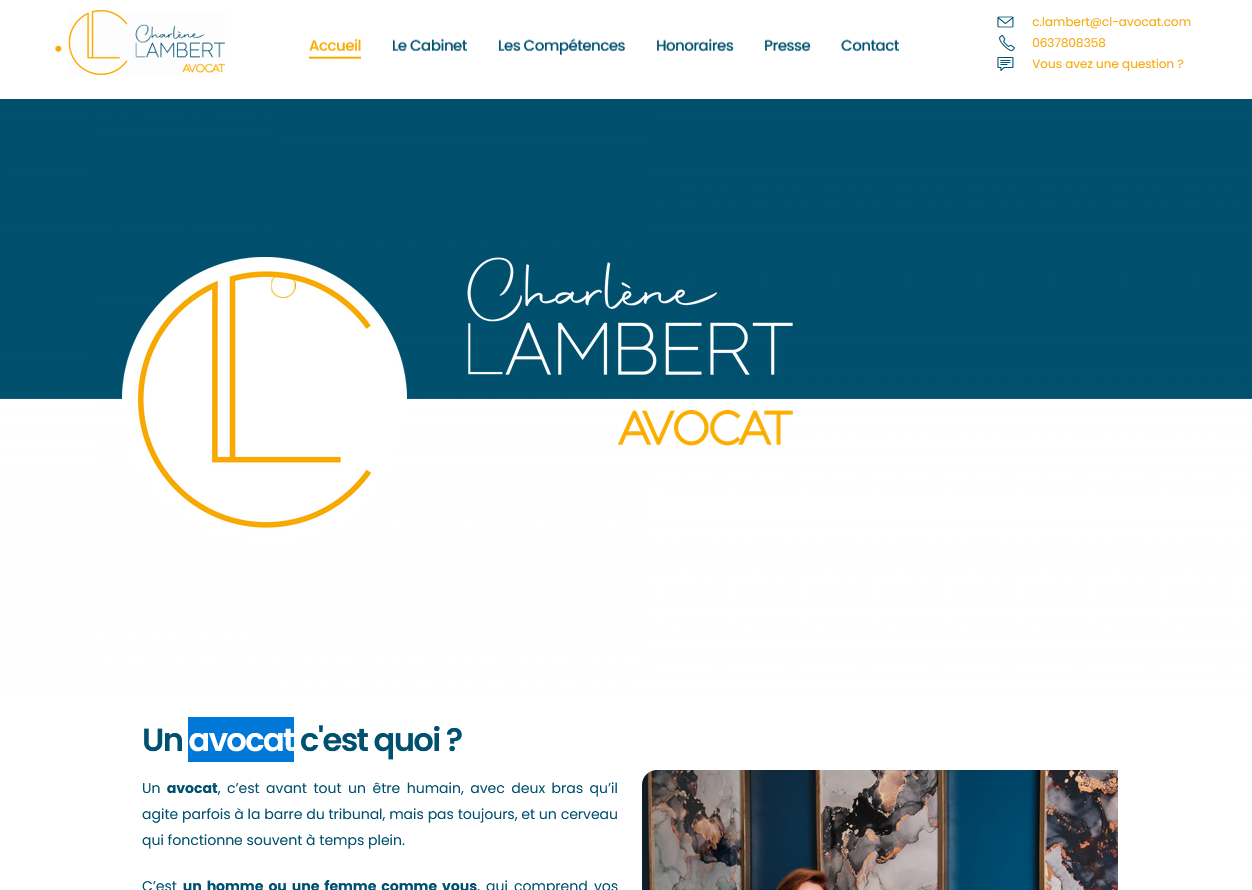 Charlène
LAMBERT
AVOCAT
Accueil
Le Cabinet
Les Compétences
Honoraires
Presse
Contact
c.lambert@cl-avocat.com
0637808358
Vous avez une question ?
Charlène
LAMBERT
AVOCAT
Un avocat c'est quoi ?
Un avocat, c’est avant tout un être humain, avec deux bras qu’il
agite parfois à la barre du tribunal, mais pas toujours, et un cerveau
qui fonctionne souvent à temps plein.
C’est un homme ou une femme comme vous, qui comprend vos